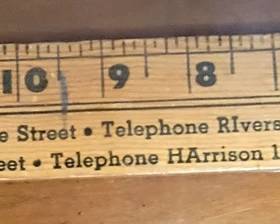 10 9 8
e Street • Telephone RIvers
eet • Telephone HArrison 1